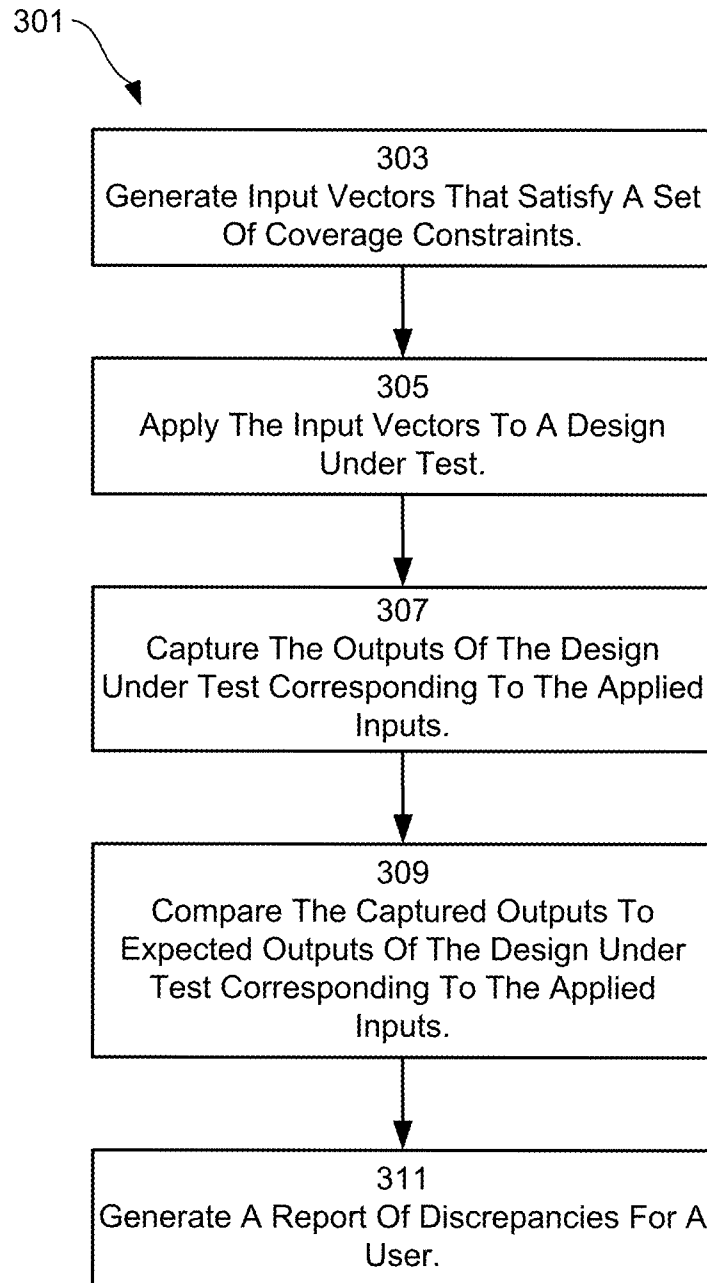 301
303
Generate Input Vectors That Satisfy A Set
Of Coverage Constraints.
305
Apply The Input Vectors To A Design
Under Test.
307
Capture The Outputs Of The Design
Under Test Corresponding To The Applied
Inputs.
309
Compare The Captured Outputs To
Expected Outputs Of The Design Under
Test Corresponding To The Applied
Inputs.
311
Generate A Report Of Discrepancies For A
User.